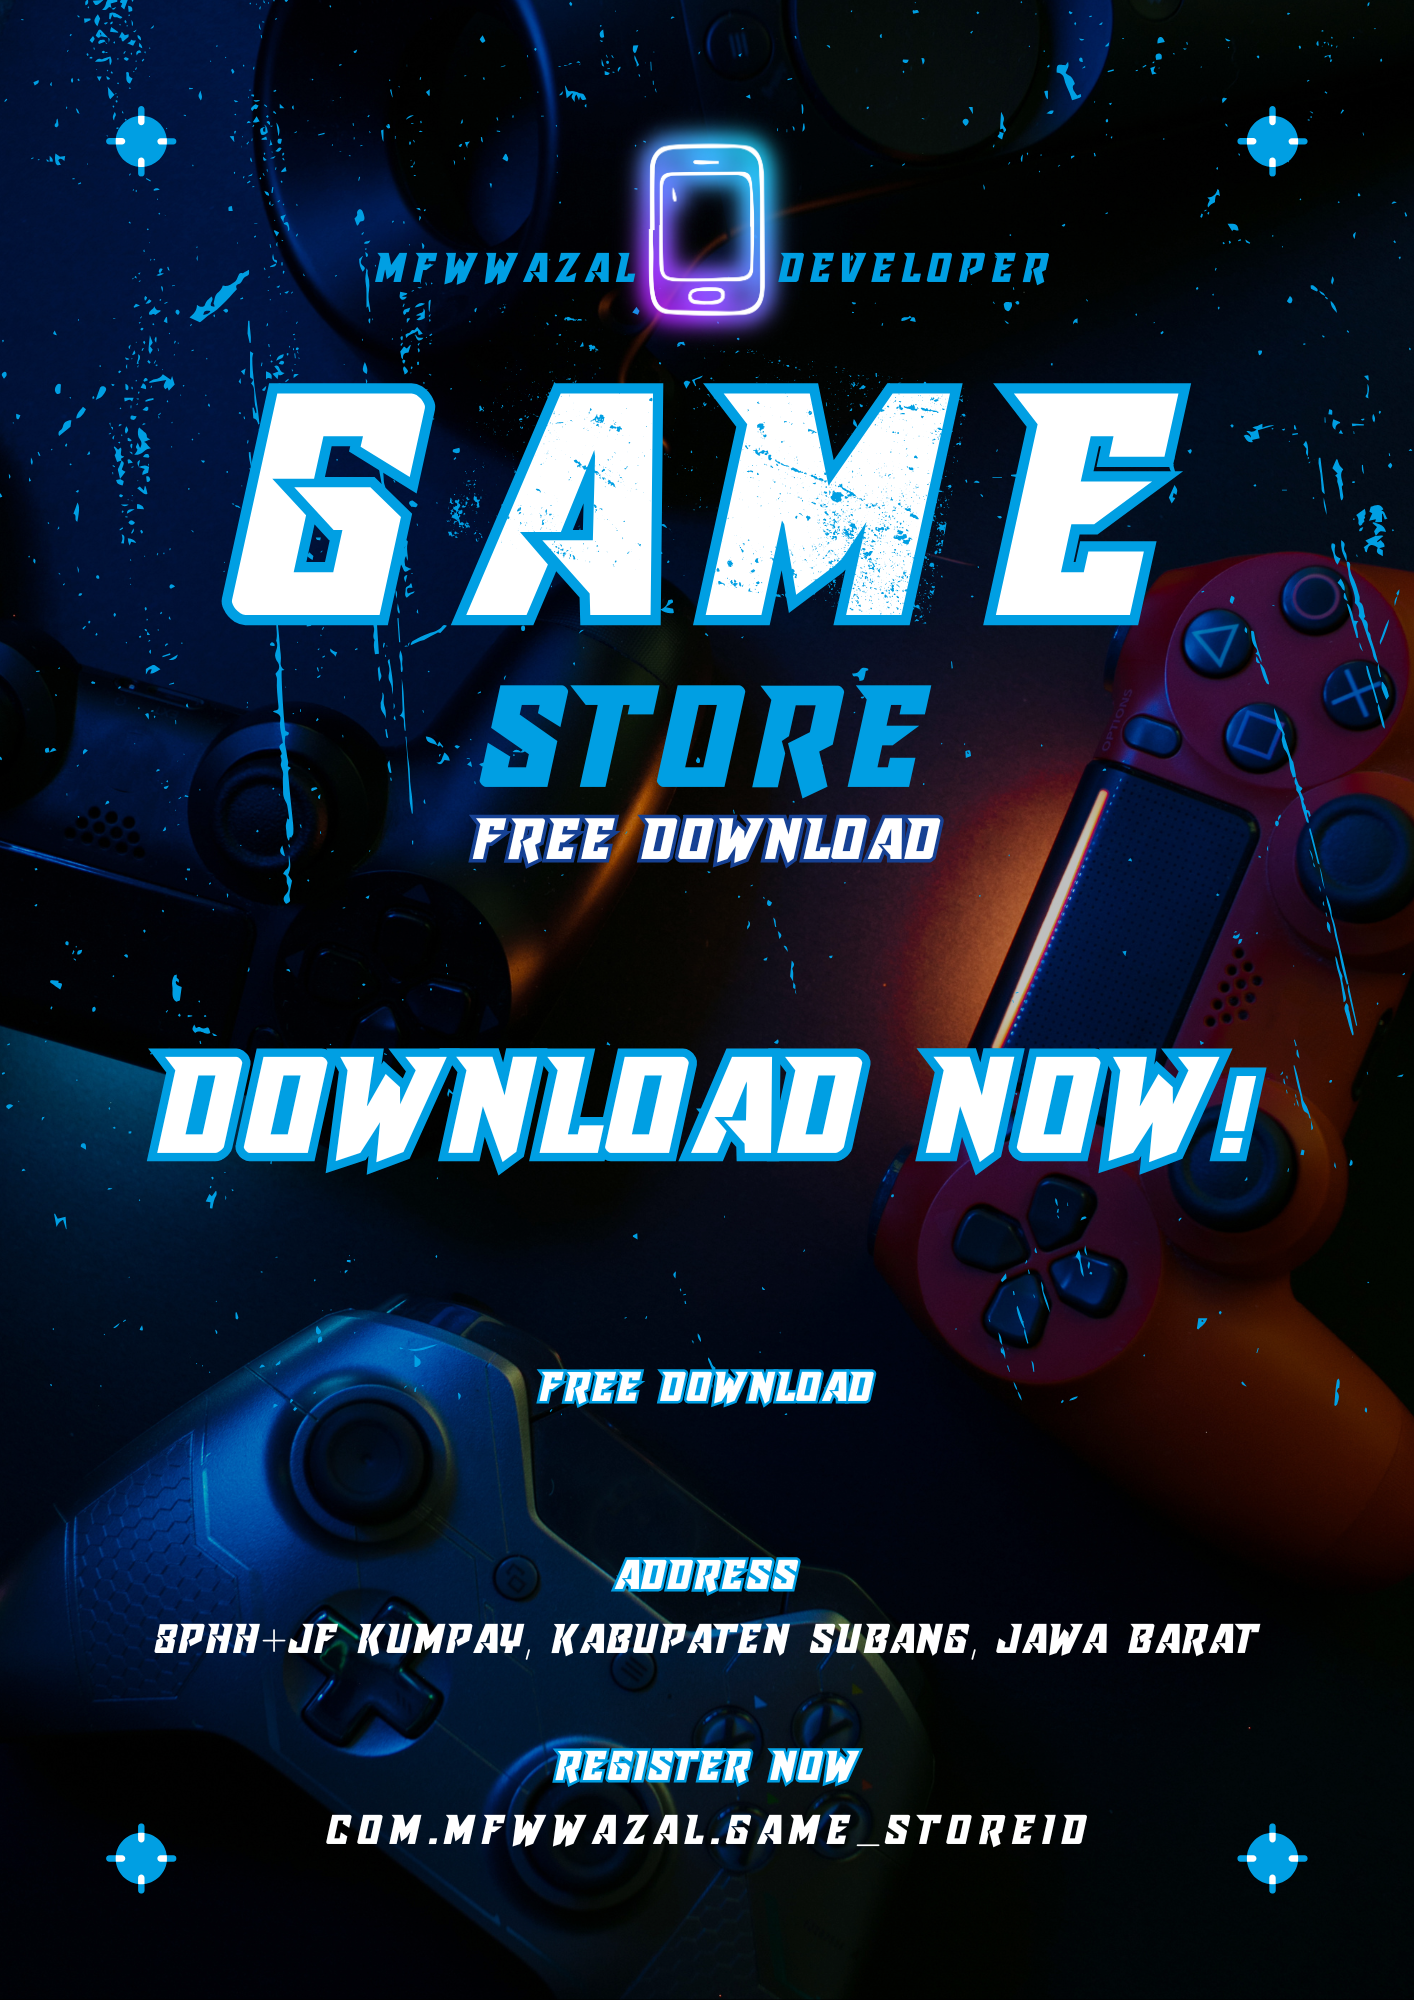 MFWWAZAL DEVELOPER
GAME
STORE
FREE DOWNLOAD
OPTIONS
DOWNLOAD NOW!
FREE DOWNLOAD
ADDRESS
8PHH+JF KUMPAY, KABUPATEN SUBANG, JAWA BARAT
REGISTER NOW
COM.MFWWAZAL.GAME_STOREID